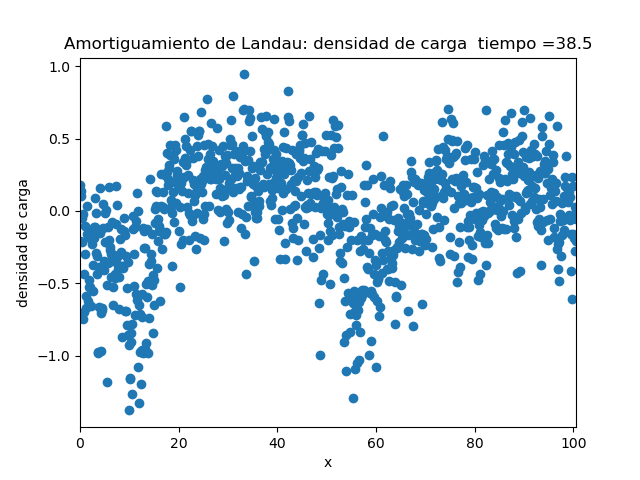 Amortiguamiento de Landau: densidad de carga  tiempo =38.5
1.0
0.5
0.0
−0.5
−1.0
densidad de carga
0 20 40 60 80 100
x